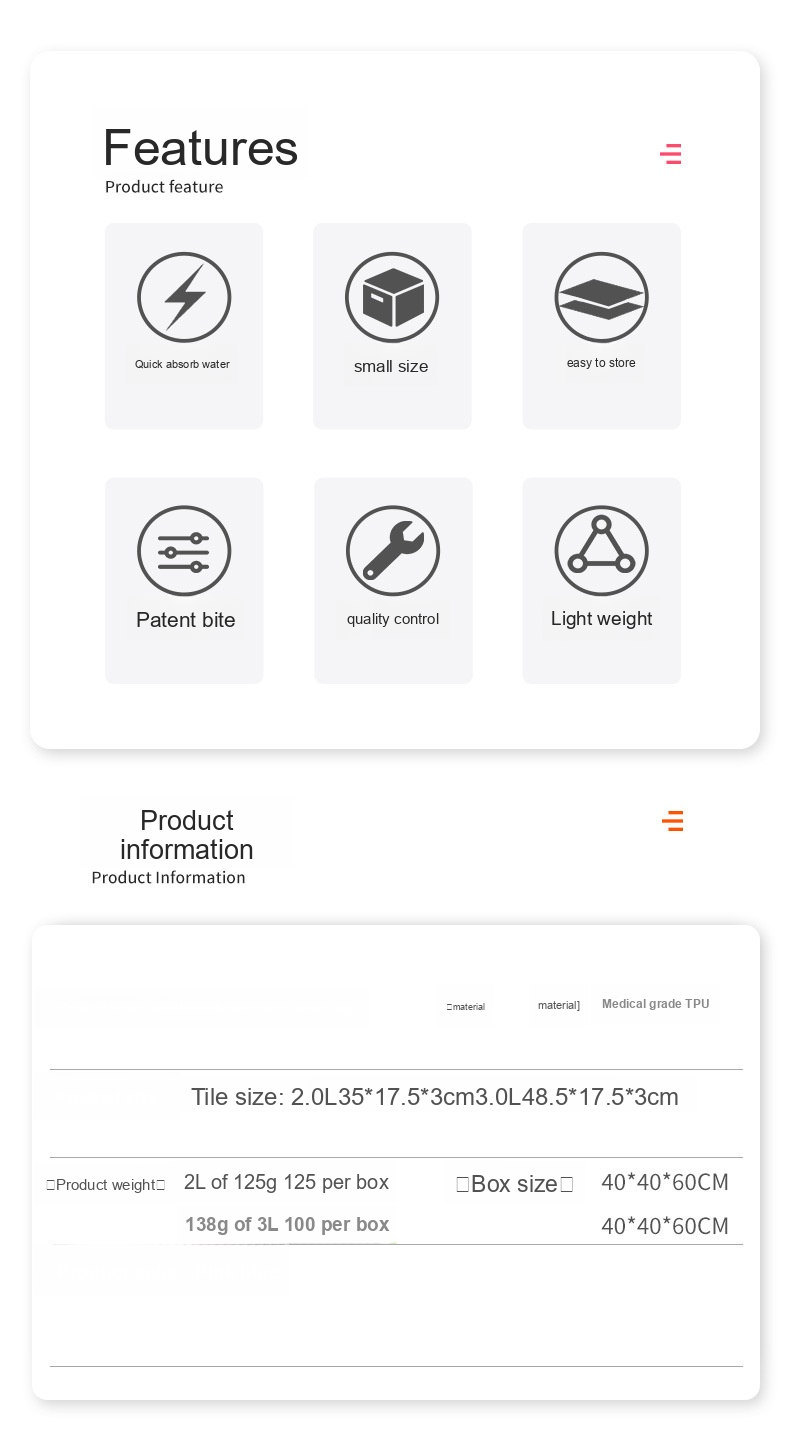 Features
Product feature
Quick absorb water
small size
easy to store
Patent bite
quality control
Light weight
Product
information
Product Information
□material material] Medical grade TPU
Tile size: 2.0L35*17.5*3cm3.0L48.5*17.5*3cm
□Product weight□ 2L of 125g 125 per box □Box size□ 40*40*60CM
138g of 3L 100 per box 40*40*60CM